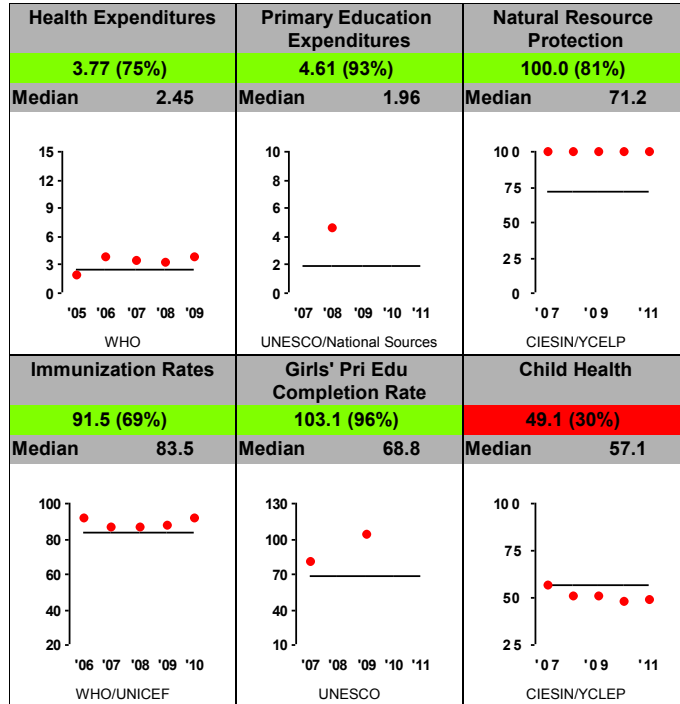 Health Expenditures
3.77 (75%)
Median 2.45
15
12
9
6
3
0
'05 '06 '07 '08 '09
WHO
Primary Education
Expenditures
4.61 (93%)
Median 1.96
10
8
6
4
2
0
'07 '08 '09 '10 '11
UNESCO/National Sources
Natural Resource
Protection
100.0 (81%)
Median 71.2
100
75
50
25
0
'07 '09 '11
CIESIN/YCELP
Immunization Rates
91.5 (69%)
Median 83.5
100
80
60
40
20
'06 '07 '08 '09 '10
WHO/UNICEF
Girls' Pri Edu
Completion Rate
103.1 (96%)
Median 68.8
130
100
70
40
10
'07 '08 '09 '10 '11
UNESCO
Child Health
49.1 (30%)
Median 57.1
100
75
50
25
'07 '09 '11
CIESIN/YCLEP